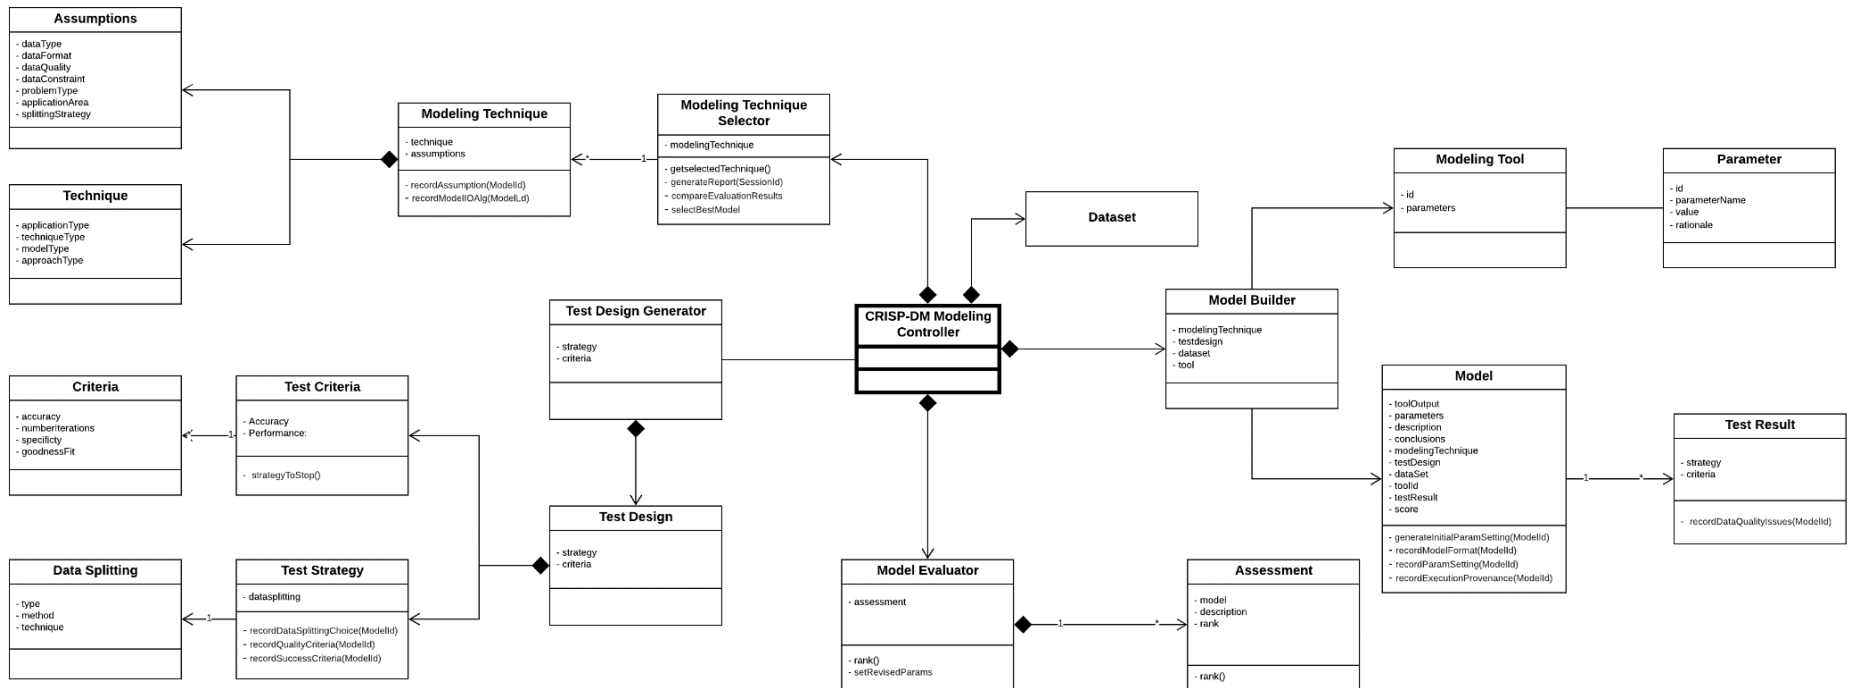 Assumptions
- dataType
- dataFormat
- dataQuality
- dataConstraint
- problemType
- applicationArea
- splittingStrategy
Technique
- applicationType
- techniqueType
- modelType
- approachType
Modeling Technique
- technique
- assumptions
- recordAssumption(ModelId)
- recordModelIOAlg(ModelLd)
*
1
Modeling Technique
Selector
- modelingTechnique
- getselectedTechnique()
- generateReport(SessionId)
- compareEvaluationResults
- selectBestModel
Dataset
Modeling Tool
- id
- parameters
Parameter
- id
- parameterName
- value
- rationale
Test Design Generator
- strategy
- criteria
CRISP-DM Modeling
Controller
Model Builder
- modelingTechnique
- testdesign
- dataset
- tool
Criteria
- accuracy
- numberIterations
- specificty
- goodnessFit
*
1
Test Criteria
- Accuracy
- Performance:
- strategyToStop()
Model
- toolOutput
- parameters
- description
- conclusions
- modelingTechnique
- testDesign
- dataSet
- toolId
- testResult
- score
- generateInitialParamSetting(ModelId)
- recordModelFormat(ModelId)
- recordParamSetting(ModelId)
- recordExecutionProvenance(ModelId)
1
*
Test Result
- strategy
- criteria
- recordDataQualityIssues(ModelId)
Test Design
- strategy
- criteria
Data Splitting
- type
- method
- technique
1
Test Strategy
- datasplitting
- recordDataSplittingChoice(ModelId)
- recordQualityCriteria(ModelId)
- recordSuccessCriteria(ModelId)
Model Evaluator
- assessment
- rank()
- setRevisedParams
1
*
Assessment
- model
- description
- rank
- rank()